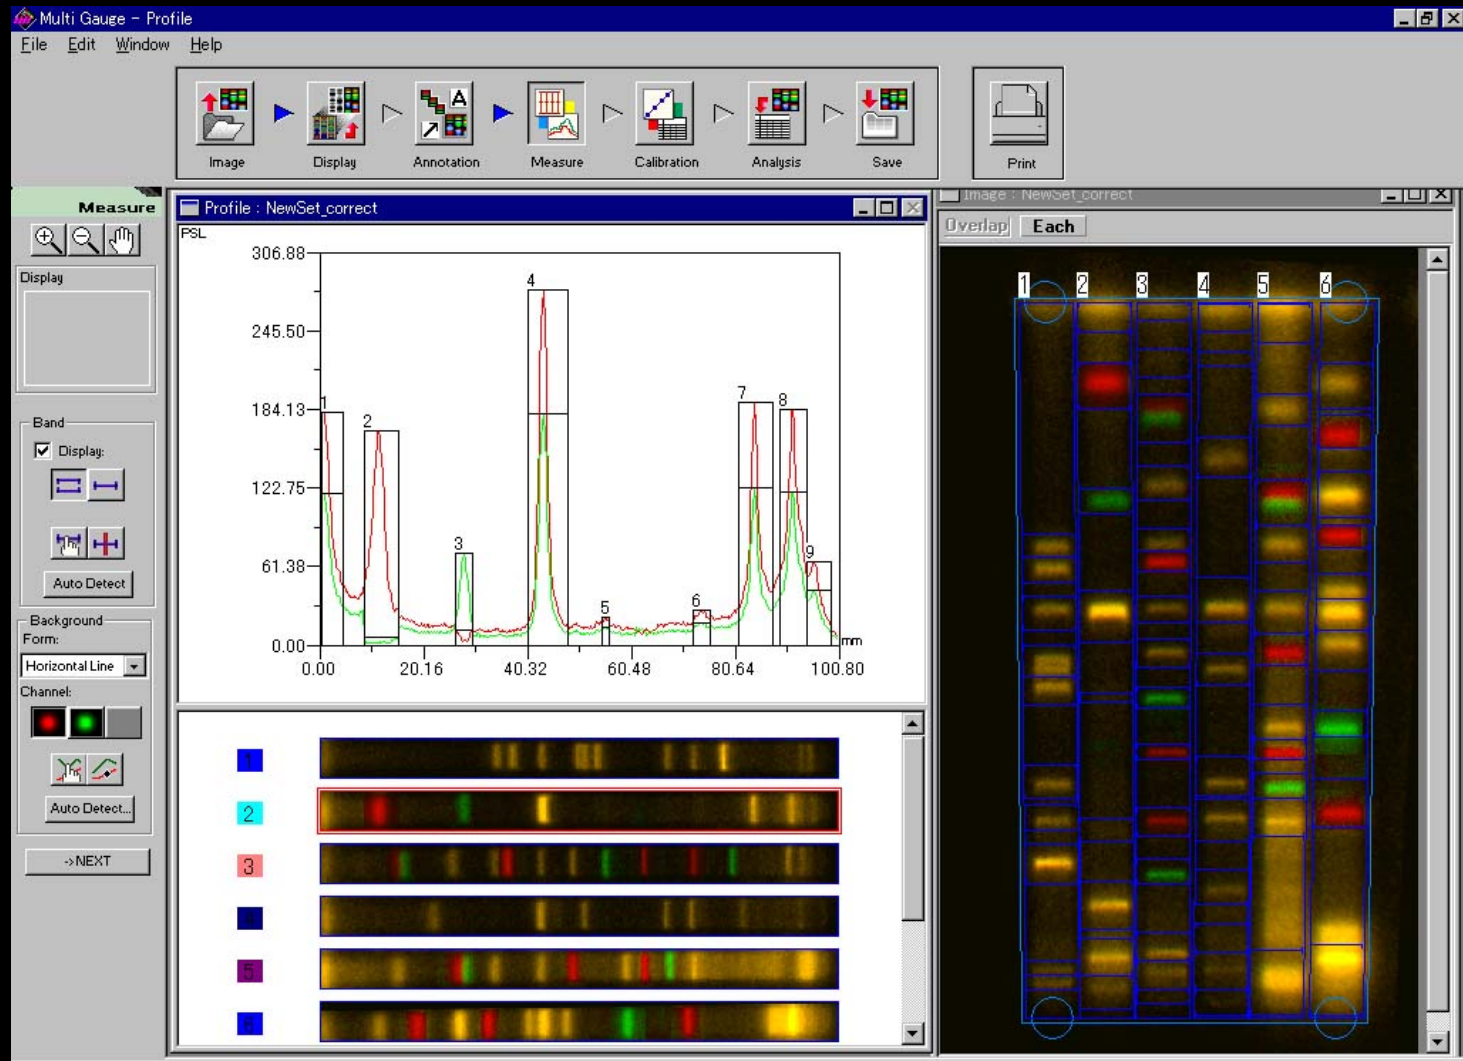 Multi Gauge - Profile
File Edit Window Help
Image Display Annotation Measure Calibration Analysis Save Print
Measure
Display
Band
Display:
Auto Detect
Background
Form:
Horizontal Line
Channel:
Auto Detect...
->NEXT
Profile : NewSet_correct
PSL
306.88
245.50
184.13
122.75
61.38
0.00
1 2 3 4 5 6 7 8 9
mm
0.00 20.16 40.32 60.48 80.64 100.80
1
2
3
4
5
6
Image : NewSet_correct
Overlap Each
1 2 3 4 5 6